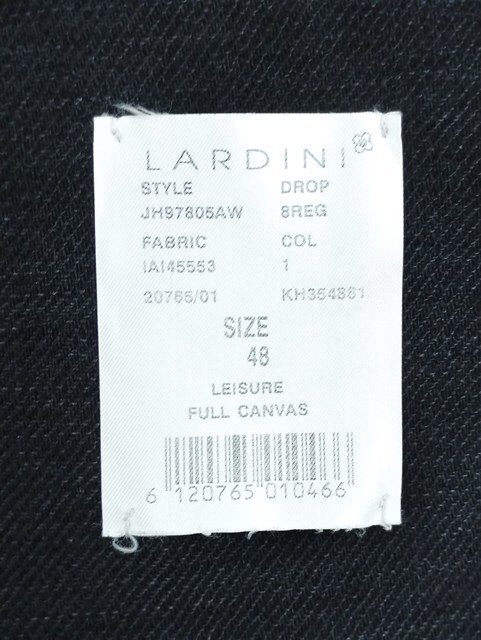 LARDINI
STYLE DROP
JH97805AW 8REG
FABRIC COL
IAI45553 1
20765/01 KH354861
SIZE
48
LEISURE
FULL CANVAS
6 120765 010466